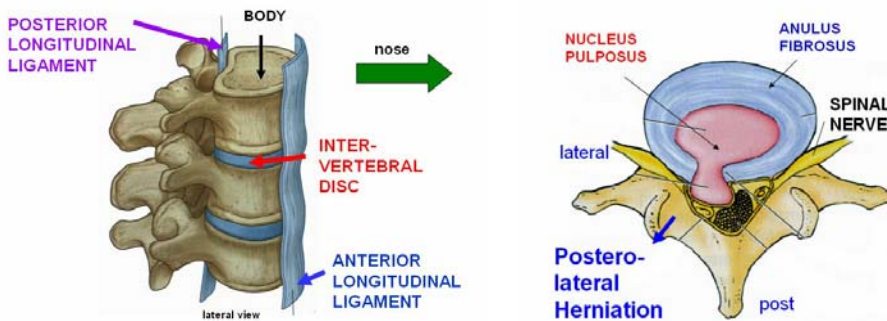 POSTERIOR
LONGITUDINAL
LIGAMENT
BODY
nose
INTER-
VERTEBRAL
DISC
ANTERIOR
LONGITUDINAL
LIGAMENT
lateral view
NUCLEUS
PULPOSUS
ANULUS
FIBROSUS
SPINAL
NERVE
lateral
Postero-
lateral
Herniation
post